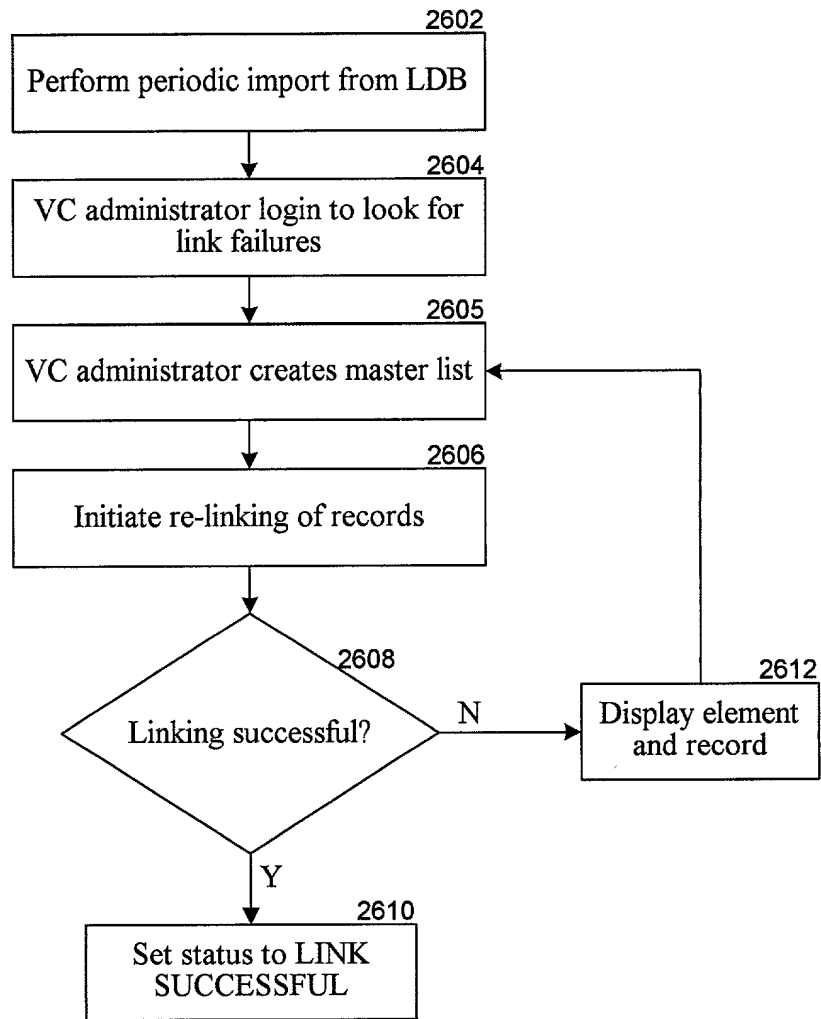 2602
Perform periodic import from LDB
2604
VC administrator login to look for
link failures
2605
VC administrator creates master list
2606
Initiate re-linking of records
2608
Linking successful?
N
2612
Display element
and record
Y
2610
Set status to LINK
SUCCESSFUL